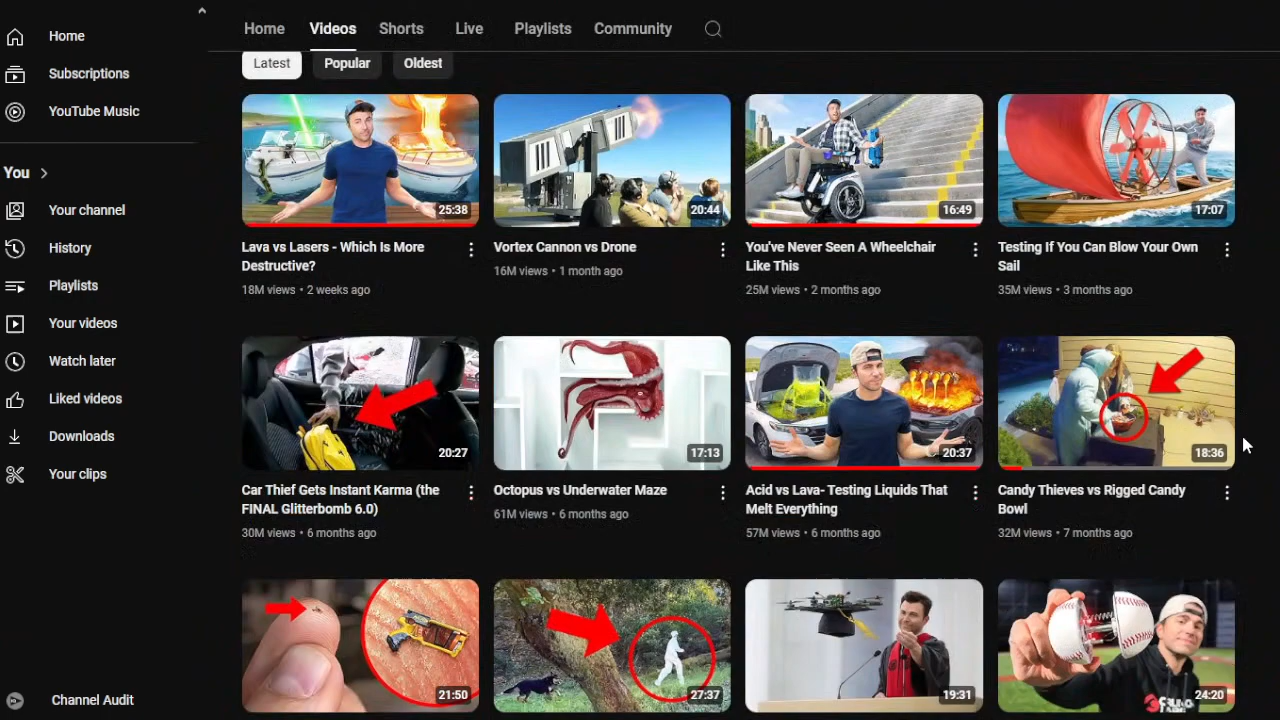 Home
Subscriptions
YouTube Music
You
Your channel
History
Playlists
Your videos
Watch later
Liked videos
Downloads
Your clips
Channel Audit
Home Videos Shorts Live Playlists Community
Latest Popular Oldest
25:38
Lava vs Lasers - Which Is More
Destructive?
18M views • 2 weeks ago
20:44
Vortex Cannon vs Drone
16M views • 1 month ago
16:49
You've Never Seen A Wheelchair
Like This
25M views • 2 months ago
17:07
Testing If You Can Blow Your Own
Sail
35M views • 3 months ago
20:27
Car Thief Gets Instant Karma (the
FINAL Glitterbomb 6.0)
30M views • 6 months ago
17:13
Octopus vs Underwater Maze
61M views • 6 months ago
20:37
Acid vs Lava- Testing Liquids That
Melt Everything
57M views • 6 months ago
18:36
Candy Thieves vs Rigged Candy
Bowl
32M views • 7 months ago
21:50
27:37
19:31
24:20